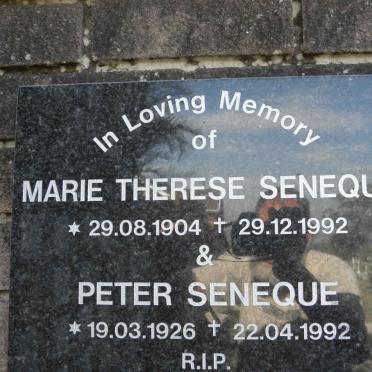 In Loving Memory
of
MARIE THERESE SENEQU
✶ 29.08.1904 ✝ 29.12.1992
&
PETER SENEQUE
✶ 19.03.1926 ✝ 22.04.1992
R.I.P.